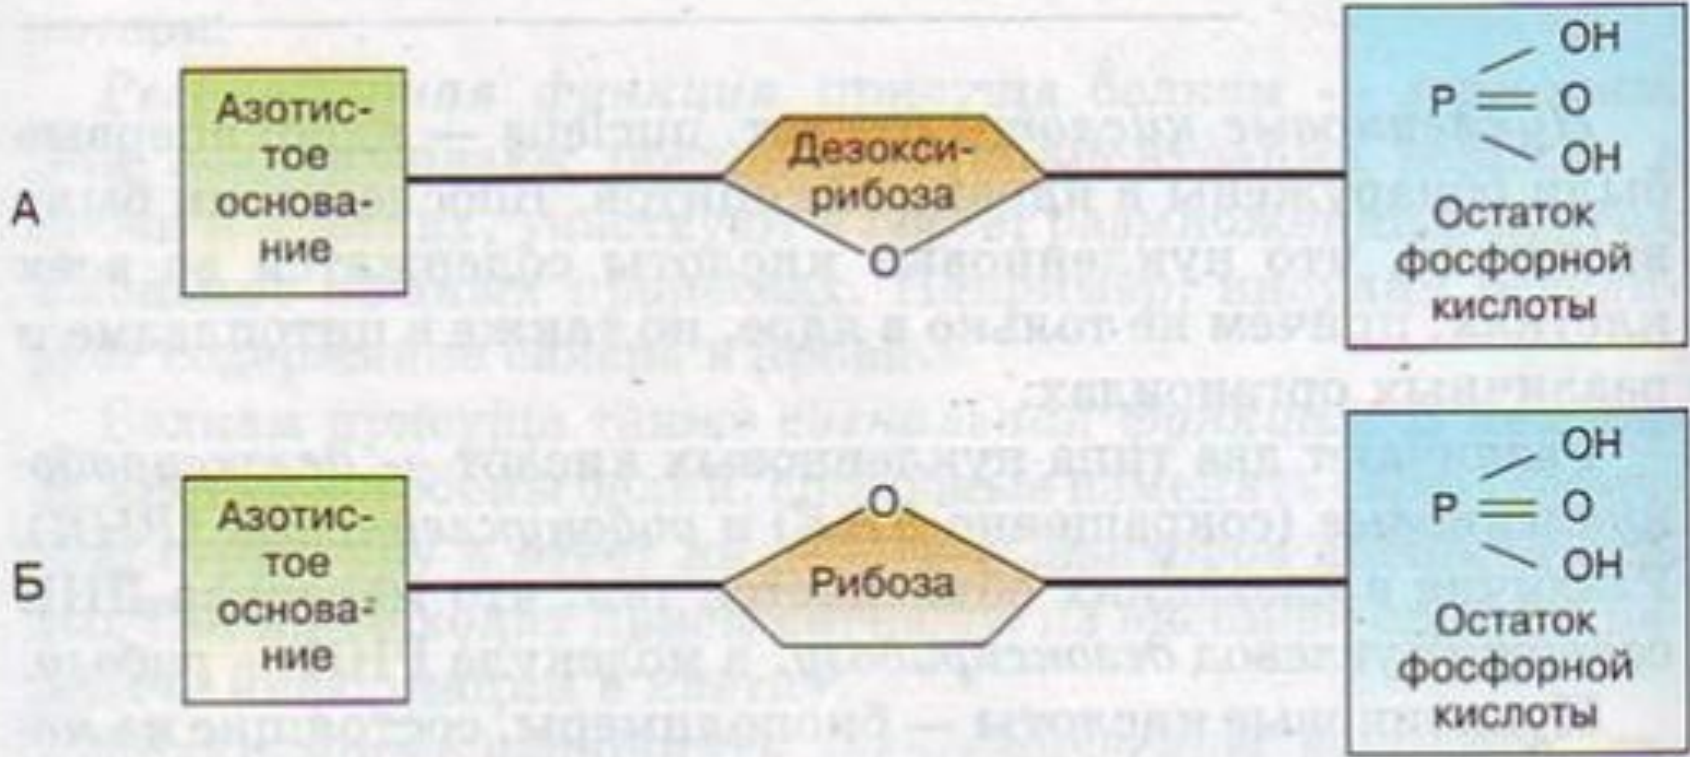 А
Азотис-
тое
основа-
ние
Дезокси-
рибоза
O
OH
P = O
OH
Остаток
фосфорной
кислоты
Б
Азотис-
тое
основа-
ние
O
Рибоза
OH
P = O
OH
Остаток
фосфорной
кислоты